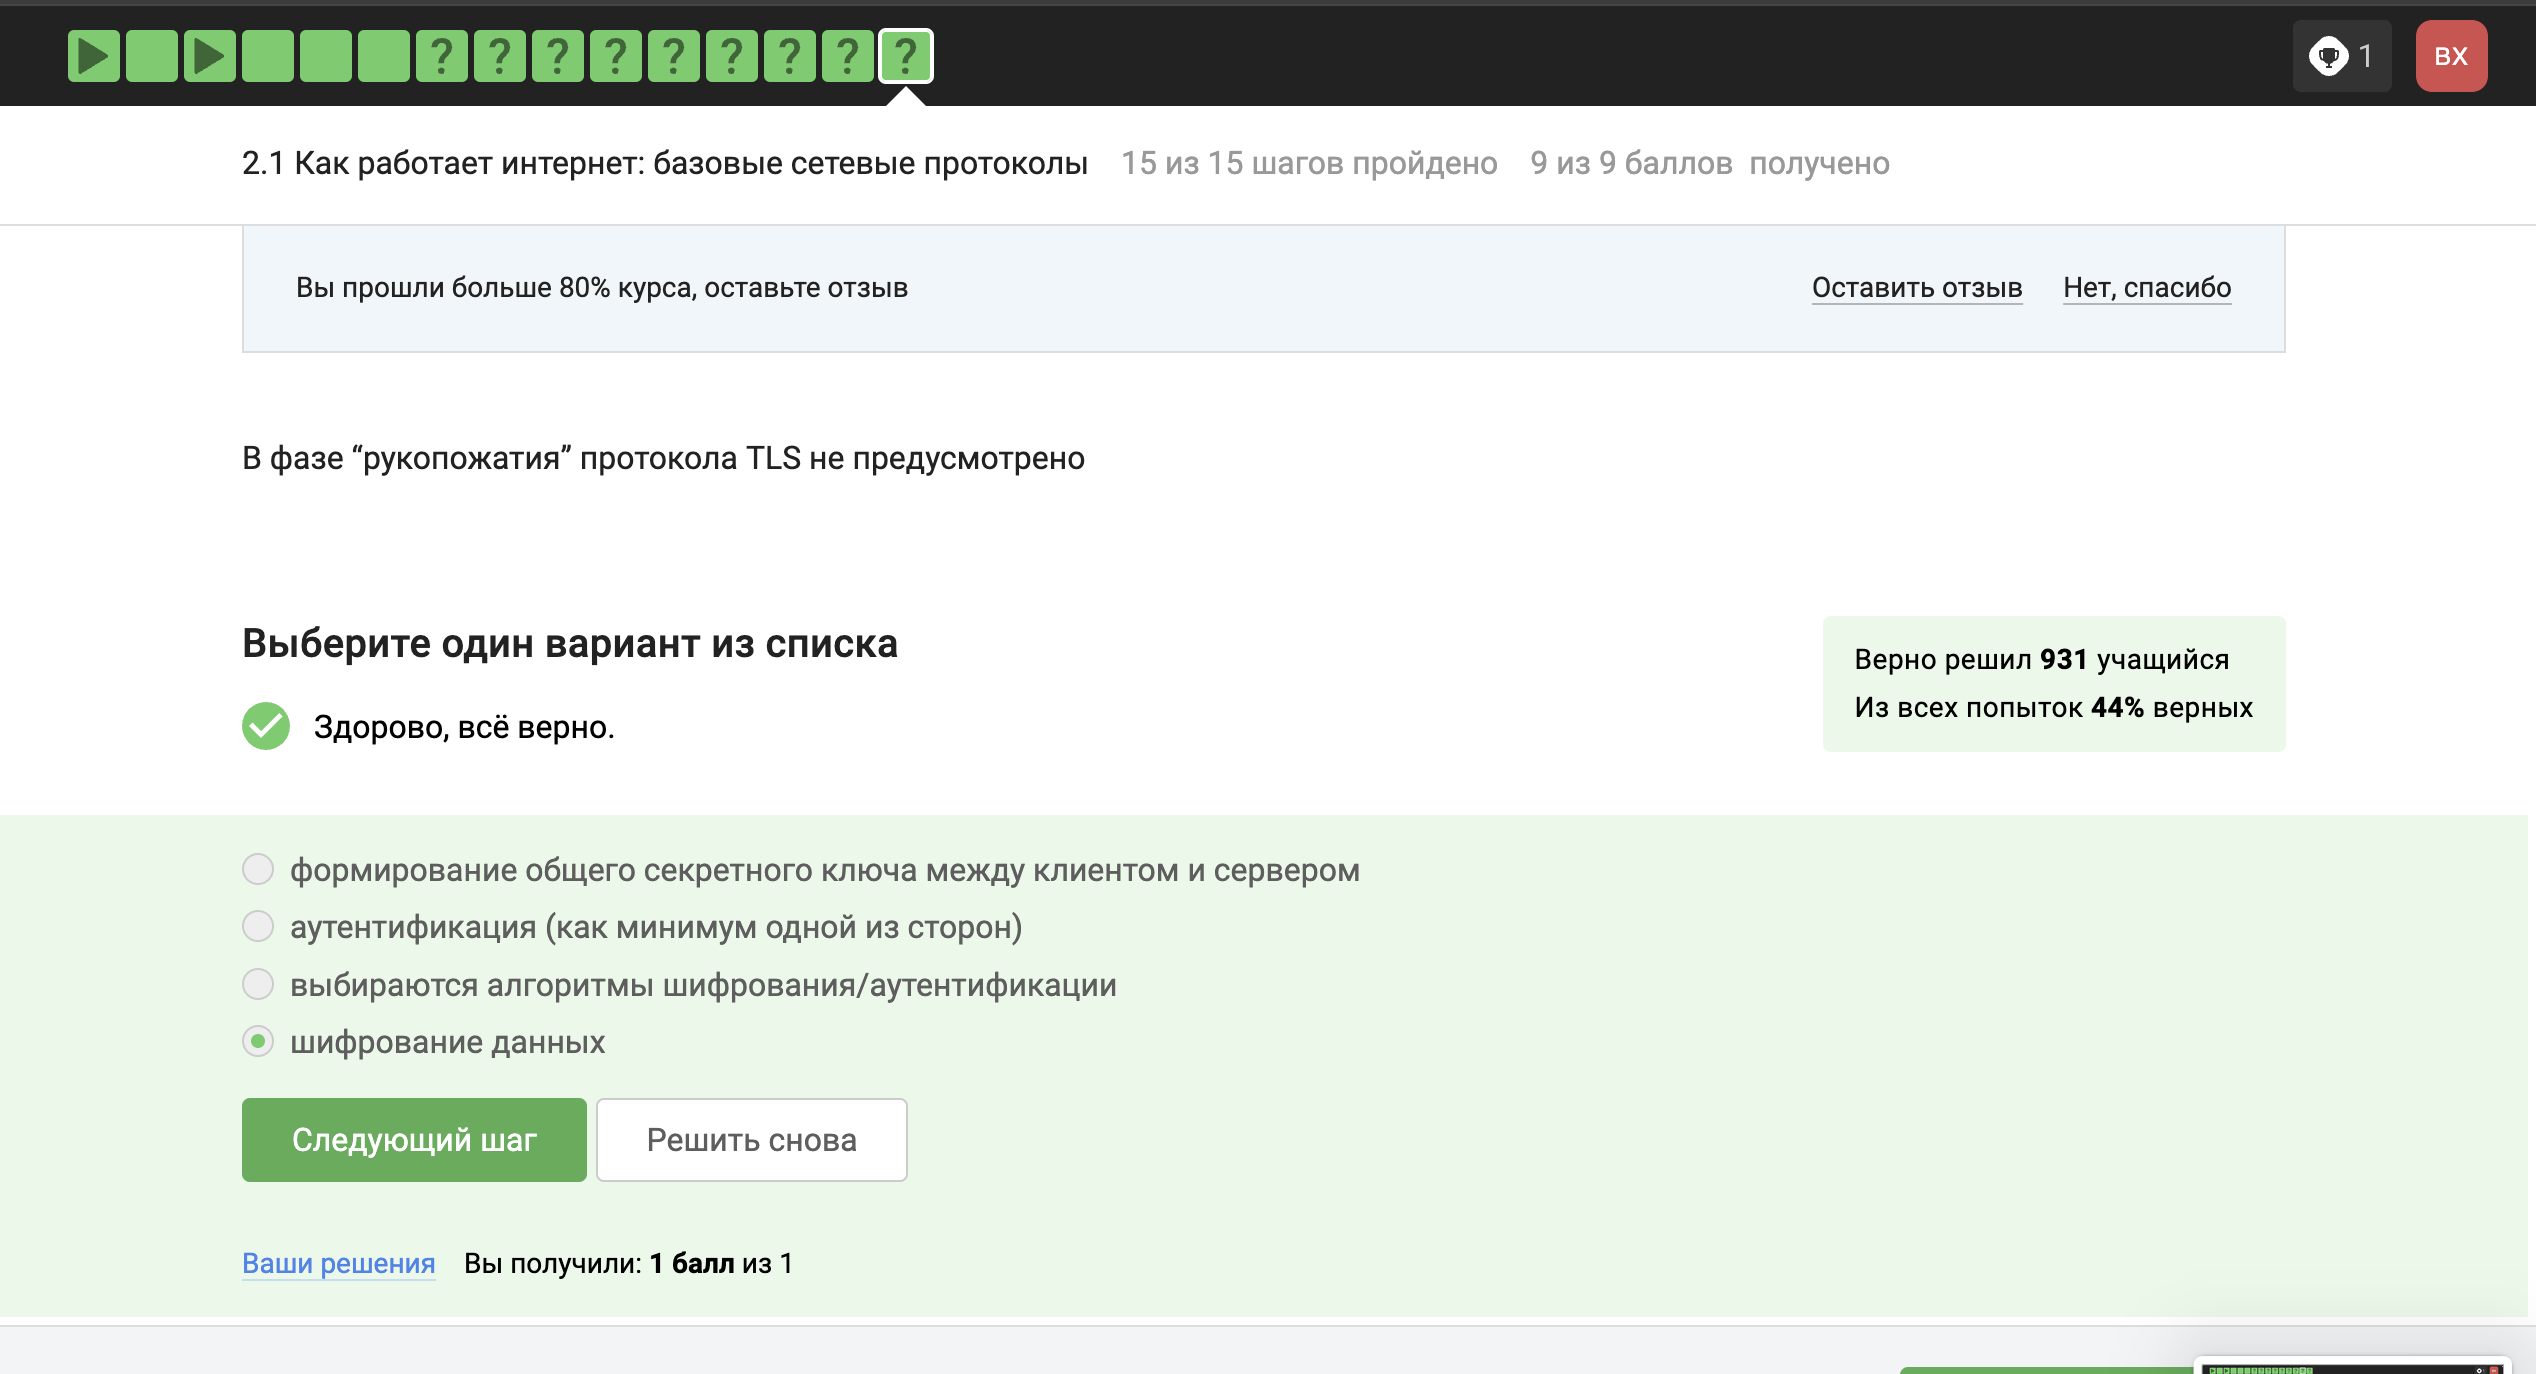 ? ? ? ? ? ? ? ? ?
1
ВХ
2.1 Как работает интернет: базовые сетевые протоколы 15 из 15 шагов пройдено 9 из 9 баллов получено
Вы прошли больше 80% курса, оставьте отзыв Оставить отзыв Нет, спасибо
В фазе “рукопожатия” протокола TLS не предусмотрено
Выберите один вариант из списка
Здорово, всё верно.
Верно решил 931 учащийся
Из всех попыток 44% верных
формирование общего секретного ключа между клиентом и сервером
аутентификация (как минимум одной из сторон)
выбираются алгоритмы шифрования/аутентификации
шифрование данных
Следующий шаг Решить снова
Ваши решения Вы получили: 1 балл из 1